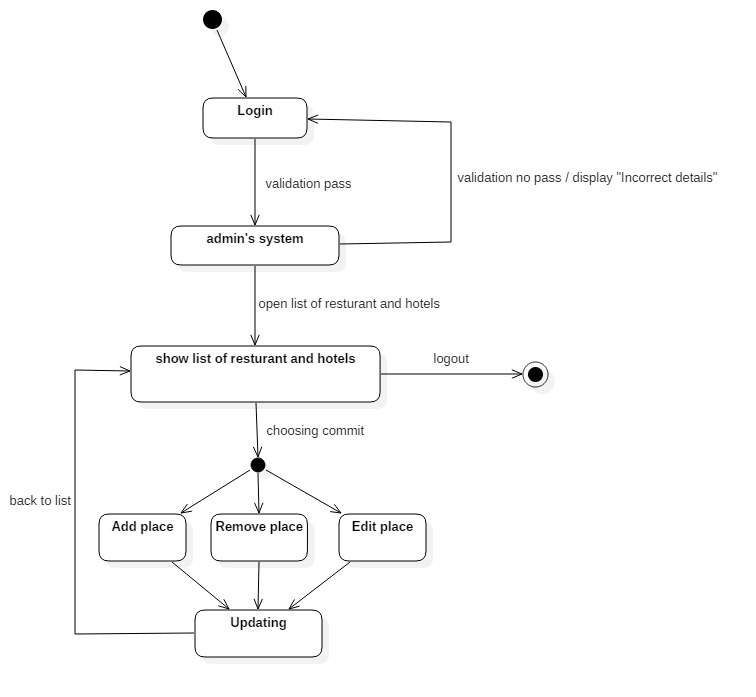 Login
validation pass
validation no pass / display "Incorrect details"
admin's system
open list of resturant and hotels
show list of resturant and hotels
logout
choosing commit
back to list
Add place
Remove place
Edit place
Updating